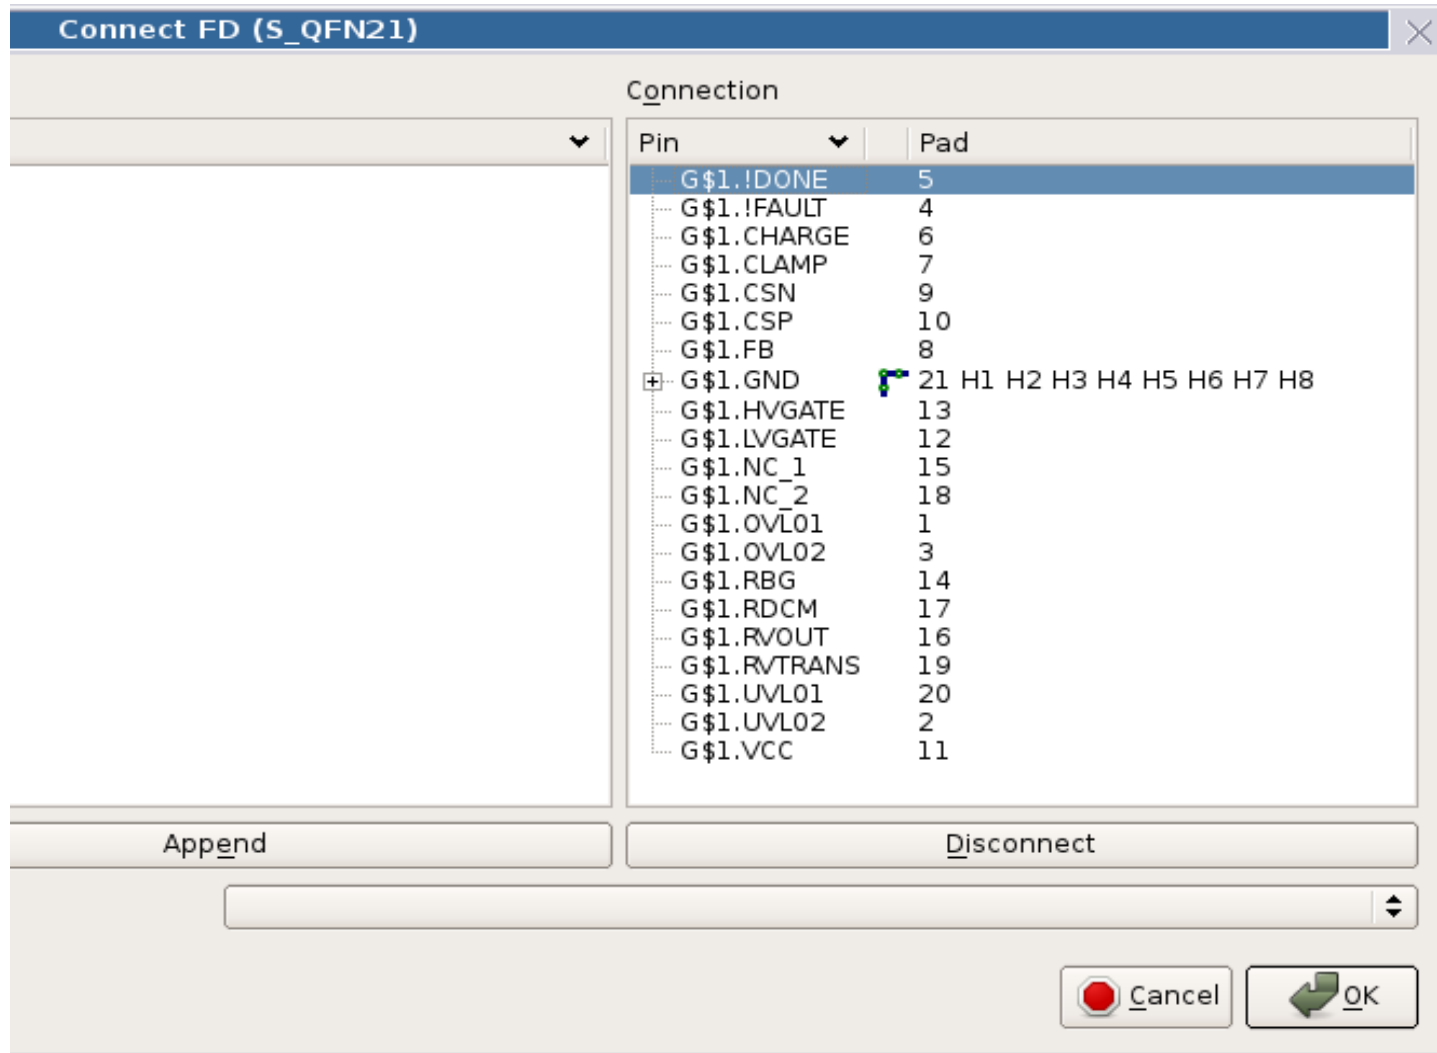 Connect FD (S_QFN21)
Connection
Pin Pad
G$1.!DONE 5
G$1.!FAULT 4
G$1.CHARGE 6
G$1.CLAMP 7
G$1.CSN 9
G$1.CSP 10
G$1.FB 8
G$1.GND 21 H1 H2 H3 H4 H5 H6 H7 H8
G$1.HVGATE 13
G$1.LVGATE 12
G$1.NC_1 15
G$1.NC_2 18
G$1.OVL01 1
G$1.OVL02 3
G$1.RBG 14
G$1.RDCM 17
G$1.RVOUT 16
G$1.RVTRANS 19
G$1.UVL01 20
G$1.UVL02 2
G$1.VCC 11
Append Disconnect
Cancel OK